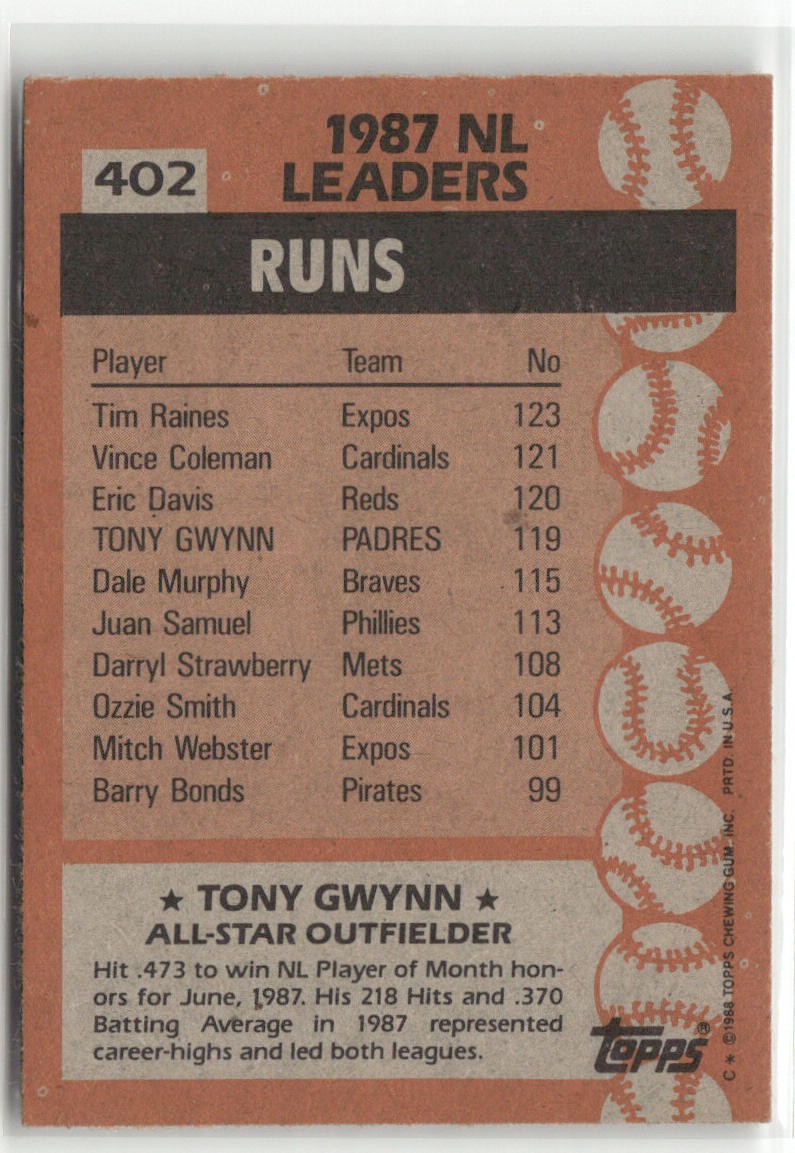 402
1987 NL
LEADERS
RUNS
Player Team No
Tim Raines Expos 123
Vince Coleman Cardinals 121
Eric Davis Reds 120
TONY GWYNN PADRES 119
Dale Murphy Braves 115
Juan Samuel Phillies 113
Darryl Strawberry Mets 108
Ozzie Smith Cardinals 104
Mitch Webster Expos 101
Barry Bonds Pirates 99
★ TONY GWYNN ★
ALL-STAR OUTFIELDER
Hit .473 to win NL Player of Month hon-
ors for June, 1987. His 218 Hits and .370
Batting Average in 1987 represented
career-highs and led both leagues.
topps®
C * ©1988 TOPPS CHEWING GUM, INC. PRTD. IN U.S.A.